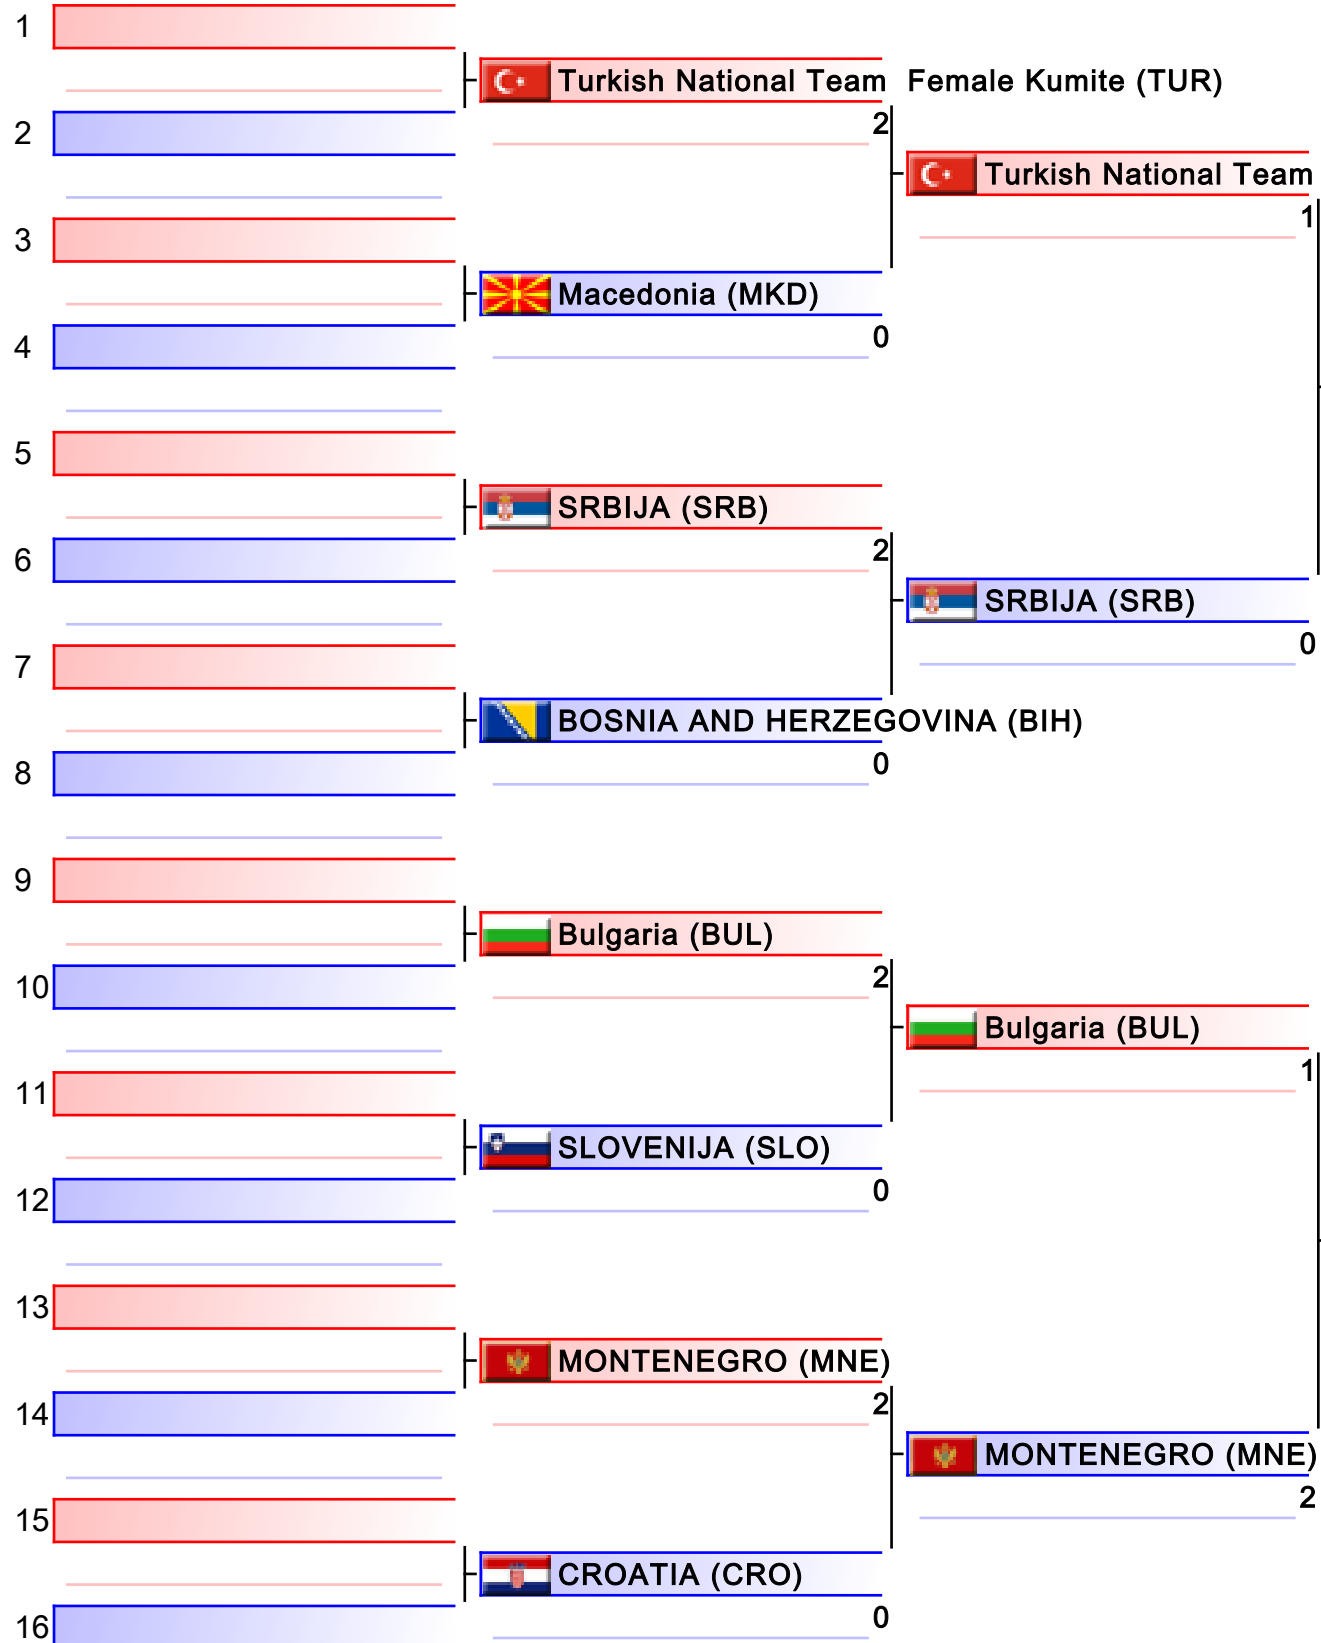 1
Turkish National Team  Female Kumite (TUR)
2
2
Turkish National Team
1
3
Macedonia (MKD)
0
4
5
SRBIJA (SRB)
2
6
SRBIJA (SRB)
0
7
BOSNIA AND HERZEGOVINA (BIH)
0
8
9
Bulgaria (BUL)
2
10
Bulgaria (BUL)
1
11
SLOVENIJA (SLO)
0
12
13
MONTENEGRO (MNE)
2
14
MONTENEGRO (MNE)
2
15
CROATIA (CRO)
0
16